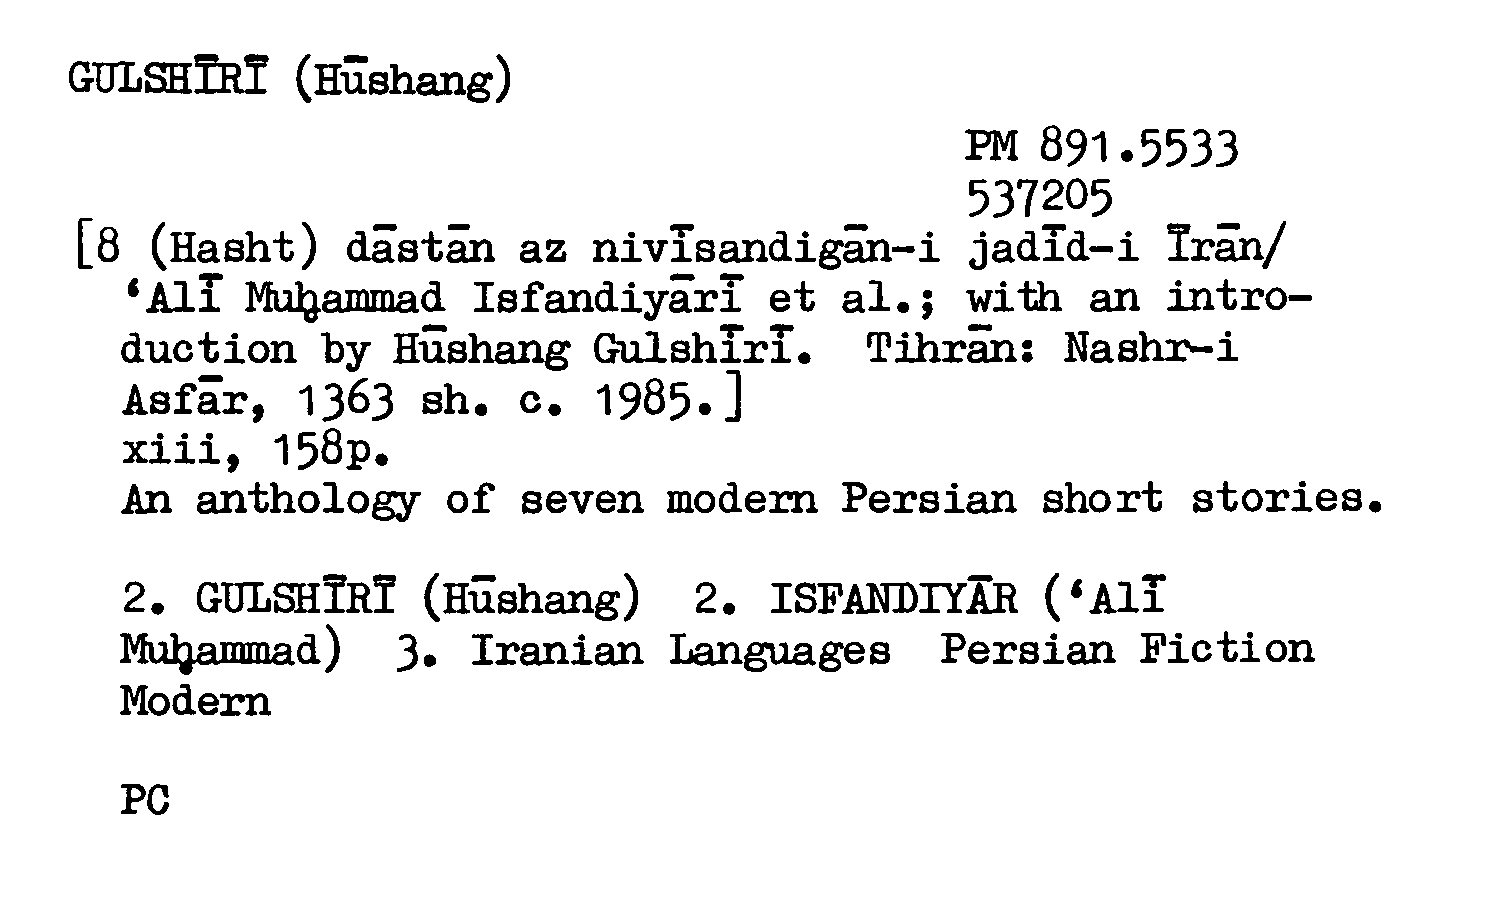 GULSHĪRĪ (Hūshang)
PM 891.5533
537205
[8 (Hasht) dāstān az nivīsandigān-i jadīd-i Īrān/
‘Alī Muḥammad Isfandiyārī et al.; with an intro-
duction by Hūshang Gulshīrī. Tihrān: Nashr-i
Asfār, 1363 sh. c. 1985.]
xiii, 158p.
An anthology of seven modern Persian short stories.
2. GULSHĪRĪ (Hūshang) 2. ISFANDIYĀR (‘Alī
Muḥammad) 3. Iranian Languages Persian Fiction
Modern
PC